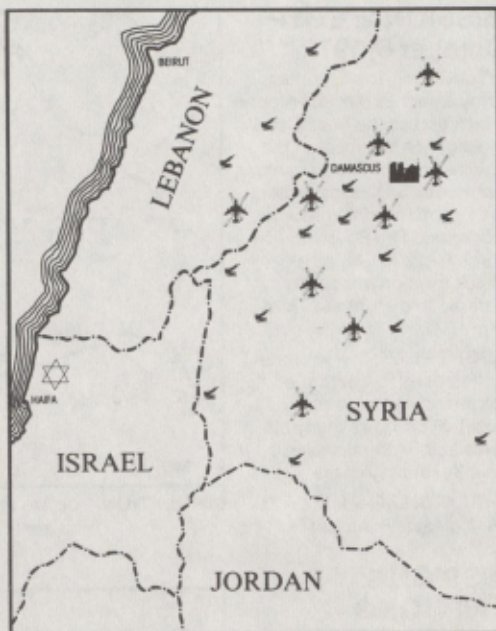 BEIRUT
LEBANON
DAMASCUS
HAIFA
SYRIA
ISRAEL
JORDAN